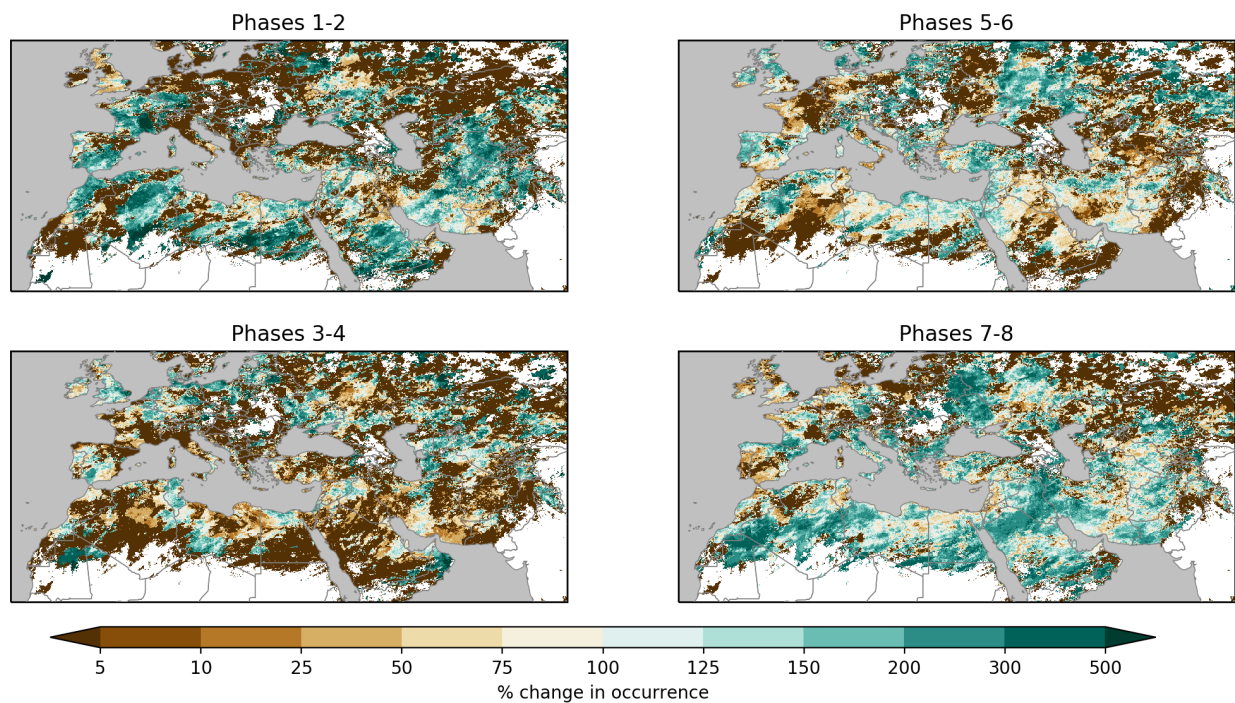 Phases 1-2
Phases 5-6
Phases 3-4
Phases 7-8
5 10 25 50 75 100 125 150 200 300 500
% change in occurrence